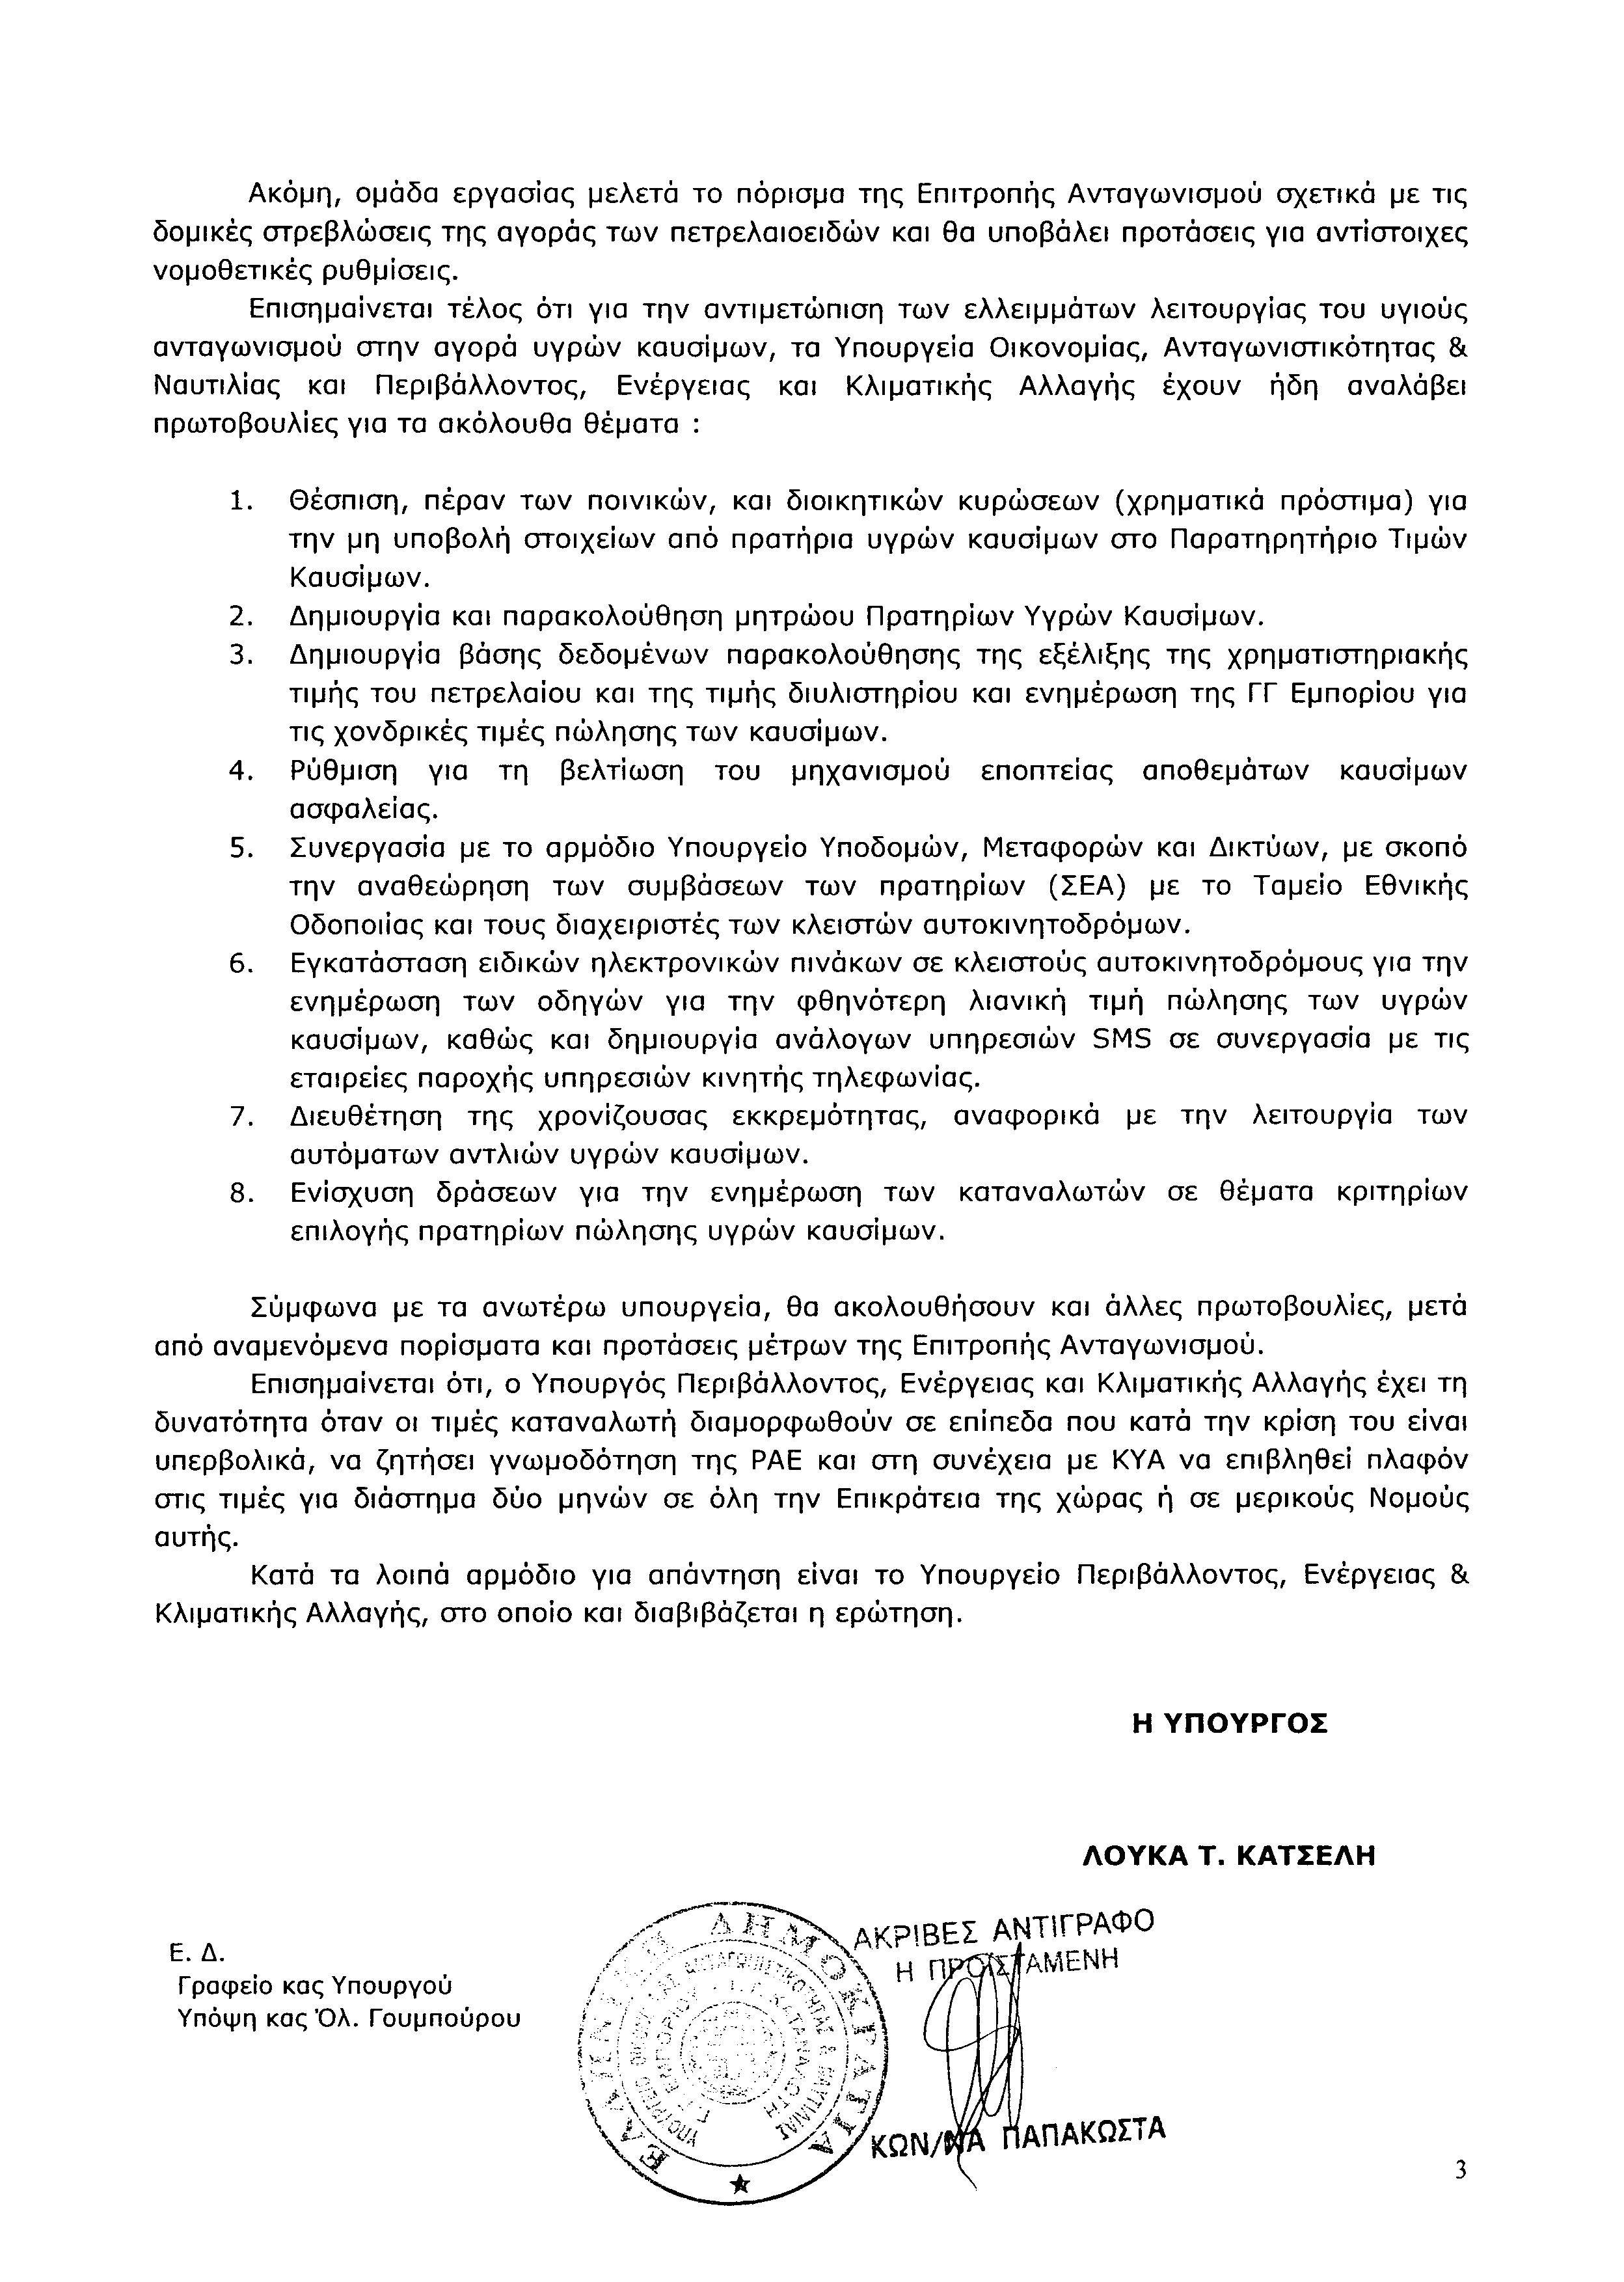 Ακόμη, ομάδα εργασίας μελετά το πόρισμα της Επιτροπής Ανταγωνισμού σχετικά με τις
δομικές στρεβλώσεις της αγοράς των πετρελαιοειδών και θα υποβάλει προτάσεις για αντίστοιχες
νομοθετικές ρυθμίσεις.
Επισημαίνεται τέλος ότι για την αντιμετώπιση των ελλειμμάτων λειτουργίας του υγιούς
ανταγωνισμού στην αγορά υγρών καυσίμων, τα Υπουργεία Οικονομίας, Ανταγωνιστικότητας &
Ναυτιλίας και Περιβάλλοντος, Ενέργειας και Κλιματικής Αλλαγής έχουν ήδη αναλάβει
πρωτοβουλίες για τα ακόλουθα θέματα :
1. Θέσπιση, πέραν των ποινικών, και διοικητικών κυρώσεων (χρηματικά πρόστιμα) για
την μη υποβολή στοιχείων από πρατήρια υγρών καυσίμων στο Παρατηρητήριο Τιμών
Καυσίμων.
2. Δημιουργία και παρακολούθηση μητρώου Πρατηρίων Υγρών Καυσίμων.
3. Δημιουργία βάσης δεδομένων παρακολούθησης της εξέλιξης της χρηματιστηριακής
τιμής του πετρελαίου και της τιμής διυλιστηρίου και ενημέρωση της ΓΓ Εμπορίου για
τις χονδρικές τιμές πώλησης των καυσίμων.
4. Ρύθμιση για τη βελτίωση του μηχανισμού εποπτείας αποθεμάτων καυσίμων
ασφαλείας.
5. Συνεργασία με το αρμόδιο Υπουργείο Υποδομών, Μεταφορών και Δικτύων, με σκοπό
την αναθεώρηση των συμβάσεων των πρατηρίων (ΣΕΑ) με το Ταμείο Εθνικής
Οδοποιίας και τους διαχειριστές των κλειστών αυτοκινητοδρόμων.
6. Εγκατάσταση ειδικών ηλεκτρονικών πινάκων σε κλειστούς αυτοκινητοδρόμους για την
ενημέρωση των οδηγών για την φθηνότερη λιανική τιμή πώλησης των υγρών
καυσίμων, καθώς και δημιουργία ανάλογων υπηρεσιών SMS σε συνεργασία με τις
εταιρείες παροχής υπηρεσιών κινητής τηλεφωνίας.
7. Διευθέτηση της χρονίζουσας εκκρεμότητας, αναφορικά με την λειτουργία των
αυτόματων αντλιών υγρών καυσίμων.
8. Ενίσχυση δράσεων για την ενημέρωση των καταναλωτών σε θέματα κριτηρίων
επιλογής πρατηρίων πώλησης υγρών καυσίμων.
Σύμφωνα με τα ανωτέρω υπουργεία, θα ακολουθήσουν και άλλες πρωτοβουλίες, μετά
από αναμενόμενα πορίσματα και προτάσεις μέτρων της Επιτροπής Ανταγωνισμού.
Επισημαίνεται ότι, ο Υπουργός Περιβάλλοντος, Ενέργειας και Κλιματικής Αλλαγής έχει τη
δυνατότητα όταν οι τιμές καταναλωτή διαμορφωθούν σε επίπεδα που κατά την κρίση του είναι
υπερβολικά, να ζητήσει γνωμοδότηση της ΡΑΕ και στη συνέχεια με ΚΥΑ να επιβληθεί πλαφόν
στις τιμές για διάστημα δύο μηνών σε όλη την Επικράτεια της χώρας ή σε μερικούς Νομούς
αυτής.
Κατά τα λοιπά αρμόδιο για απάντηση είναι το Υπουργείο Περιβάλλοντος, Ενέργειας &
Κλιματικής Αλλαγής, στο οποίο και διαβιβάζεται η ερώτηση.
Η ΥΠΟΥΡΓΟΣ
ΛΟΥΚΑ Τ. ΚΑΤΣΕΛΗ
Ε. Δ.
Γραφείο κας Υπουργού
Υπόψη κας Όλ. Γουμπούρου
ΕΛΛΗΝΙΚΗ ΔΗΜΟΚΡΑΤΙΑ
ΑΚΡΙΒΕΣ ΑΝΤΙΓΡΑΦΟ
Η ΠΡΟΪΣΤΑΜΕΝΗ
ΚΩΝ/ΝΑ ΠΑΠΑΚΩΣΤΑ
3